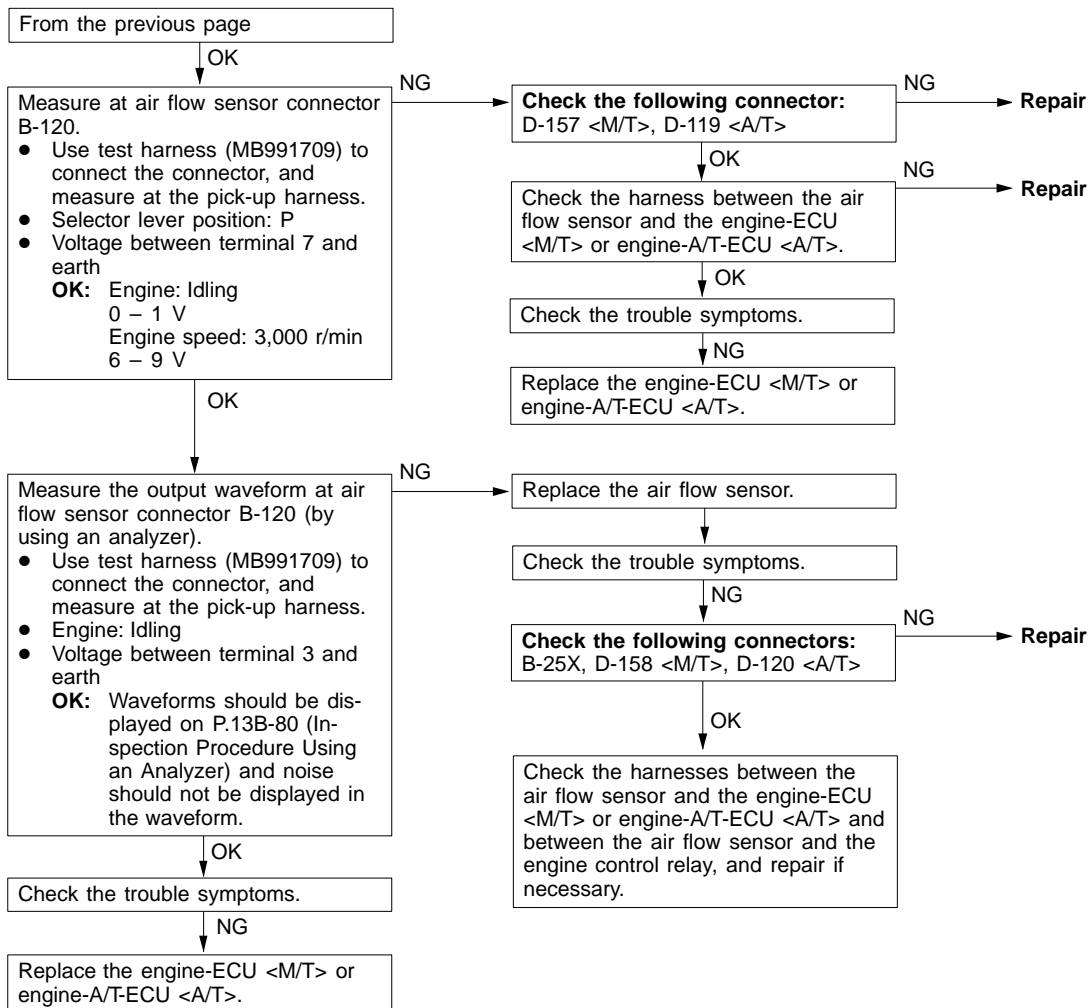 From the previous page
OK
Measure at air flow sensor connector
B-120.
● Use test harness (MB991709) to
connect the connector, and
measure at the pick-up harness.
● Selector lever position: P
● Voltage between terminal 7 and
earth
OK: Engine: Idling
0 – 1 V
Engine speed: 3,000 r/min
6 – 9 V
NG
Check the following connector:
D-157 <M/T>, D-119 <A/T>
NG
Repair
OK
Check the harness between the air
flow sensor and the engine-ECU
<M/T> or engine-A/T-ECU <A/T>.
NG
Repair
OK
Check the trouble symptoms.
NG
Replace the engine-ECU <M/T> or
engine-A/T-ECU <A/T>.
OK
Measure the output waveform at air
flow sensor connector B-120 (by
using an analyzer).
● Use test harness (MB991709) to
connect the connector, and
measure at the pick-up harness.
● Engine: Idling
● Voltage between terminal 3 and
earth
OK: Waveforms should be dis-
played on P.13B-80 (In-
spection Procedure Using
an Analyzer) and noise
should not be displayed in
the waveform.
NG
Replace the air flow sensor.
Check the trouble symptoms.
NG
Check the following connectors:
B-25X, D-158 <M/T>, D-120 <A/T>
NG
Repair
OK
Check the harnesses between the
air flow sensor and the engine-ECU
<M/T> or engine-A/T-ECU <A/T> and
between the air flow sensor and the
engine control relay, and repair if
necessary.
OK
Check the trouble symptoms.
NG
Replace the engine-ECU <M/T> or
engine-A/T-ECU <A/T>.